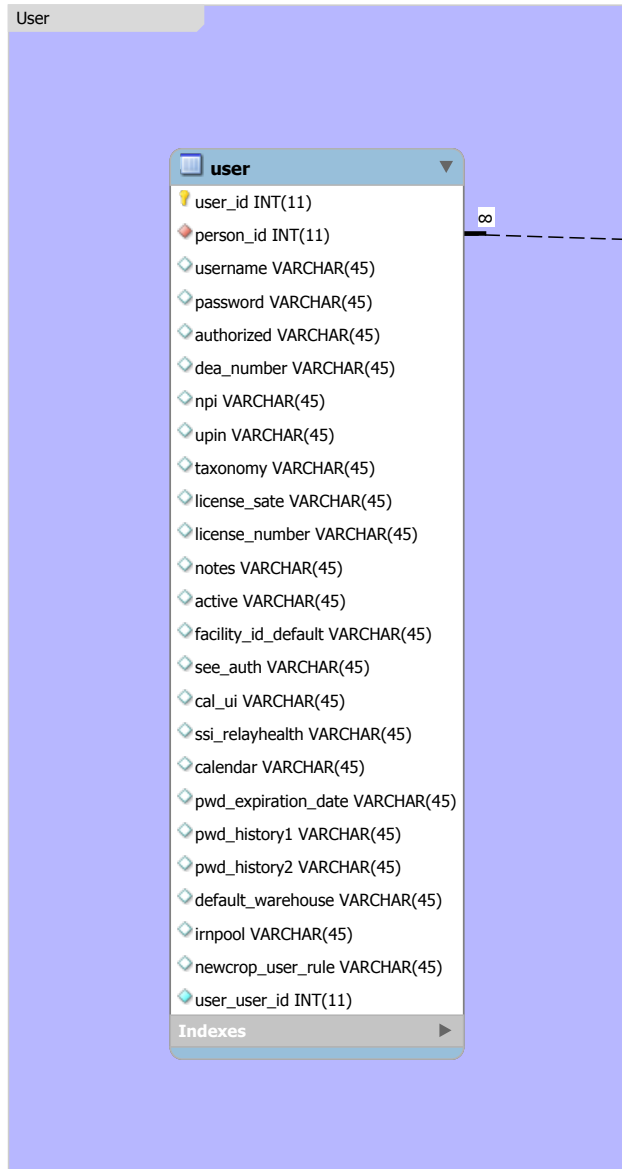 User
user
user_id INT(11)
person_id INT(11)
∞
username VARCHAR(45)
password VARCHAR(45)
authorized VARCHAR(45)
dea_number VARCHAR(45)
npi VARCHAR(45)
upin VARCHAR(45)
taxonomy VARCHAR(45)
license_sate VARCHAR(45)
license_number VARCHAR(45)
notes VARCHAR(45)
active VARCHAR(45)
facility_id_default VARCHAR(45)
see_auth VARCHAR(45)
cal_ui VARCHAR(45)
ssi_relayhealth VARCHAR(45)
calendar VARCHAR(45)
pwd_expiration_date VARCHAR(45)
pwd_history1 VARCHAR(45)
pwd_history2 VARCHAR(45)
default_warehouse VARCHAR(45)
irnpool VARCHAR(45)
newcrop_user_rule VARCHAR(45)
user_user_id INT(11)
Indexes